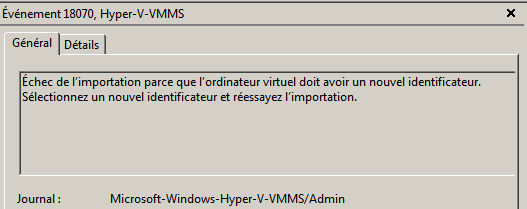 Événement 18070, Hyper-V-VMMS
Général
Détails
Échec de l'importation parce que l'ordinateur virtuel doit avoir un nouvel identificateur.
Sélectionnez un nouvel identificateur et réessayez l'importation.
Journal : Microsoft-Windows-Hyper-V-VMMS/Admin